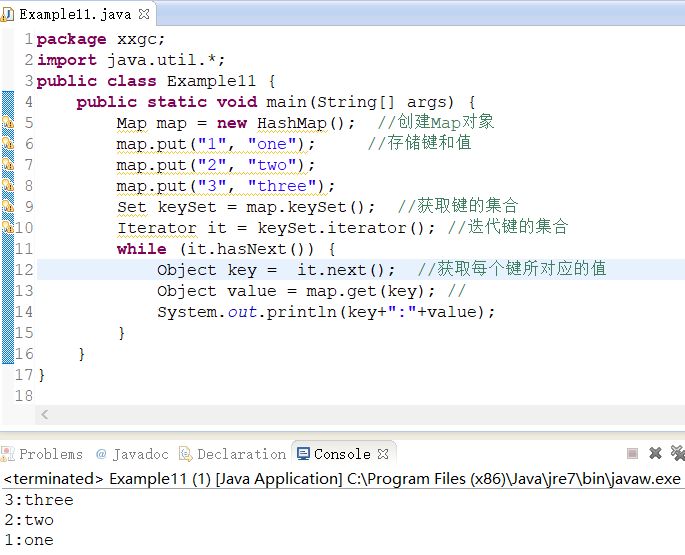 Example11.java
1 package xxgc;
2 import java.util.*;
3 public class Example11 {
4     public static void main(String[] args) {
5         Map map = new HashMap();  //创建Map对象
6         map.put("1", "one");     //存储键和值
7         map.put("2", "two");
8         map.put("3", "three");
9         Set keySet = map.keySet();  //获取键的集合
10         Iterator it = keySet.iterator(); //迭代键的集合
11         while (it.hasNext()) {
12             Object key =  it.next();  //获取每个键所对应的值
13             Object value = map.get(key); //
14             System.out.println(key+":"+value);
15         }
16     }
17 }
18
Problems @ Javadoc Declaration Console
<terminated> Example11 (1) [Java Application] C:\Program Files (x86)\Java\jre7\bin\javaw.exe
3:three
2:two
1:one